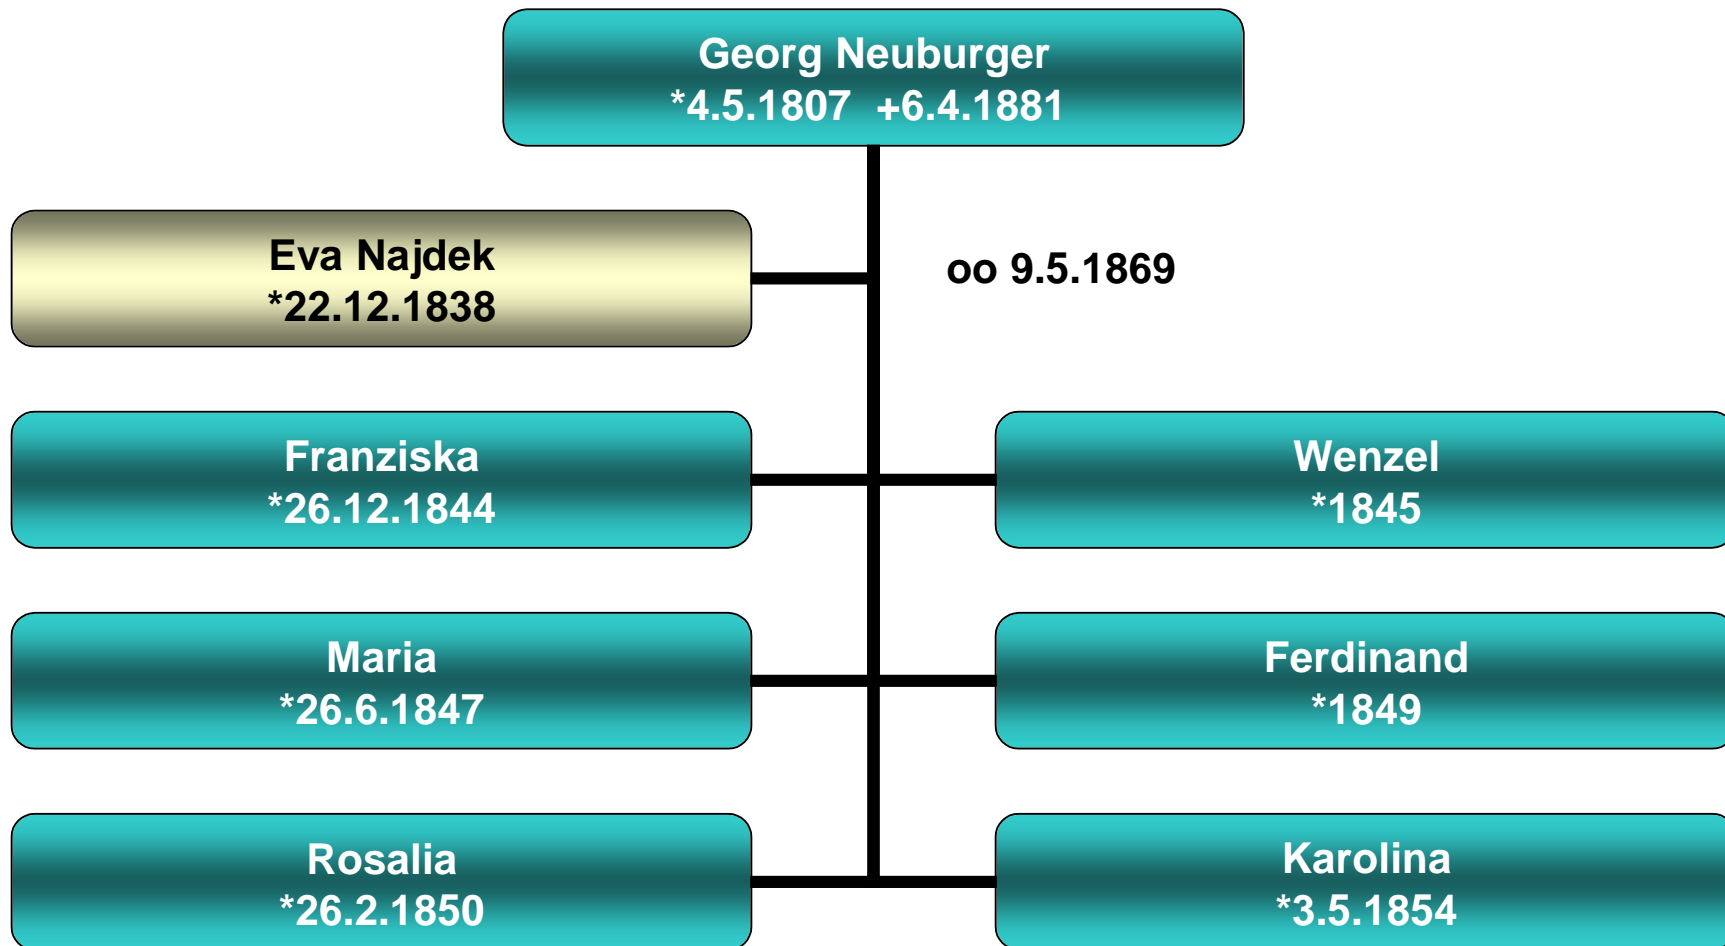 Georg Neuburger
*4.5.1807 +6.4.1881
Eva Najdek
*22.12.1838
oo 9.5.1869
Franziska
*26.12.1844
Wenzel
*1845
Maria
*26.6.1847
Ferdinand
*1849
Rosalia
*26.2.1850
Karolina
*3.5.1854